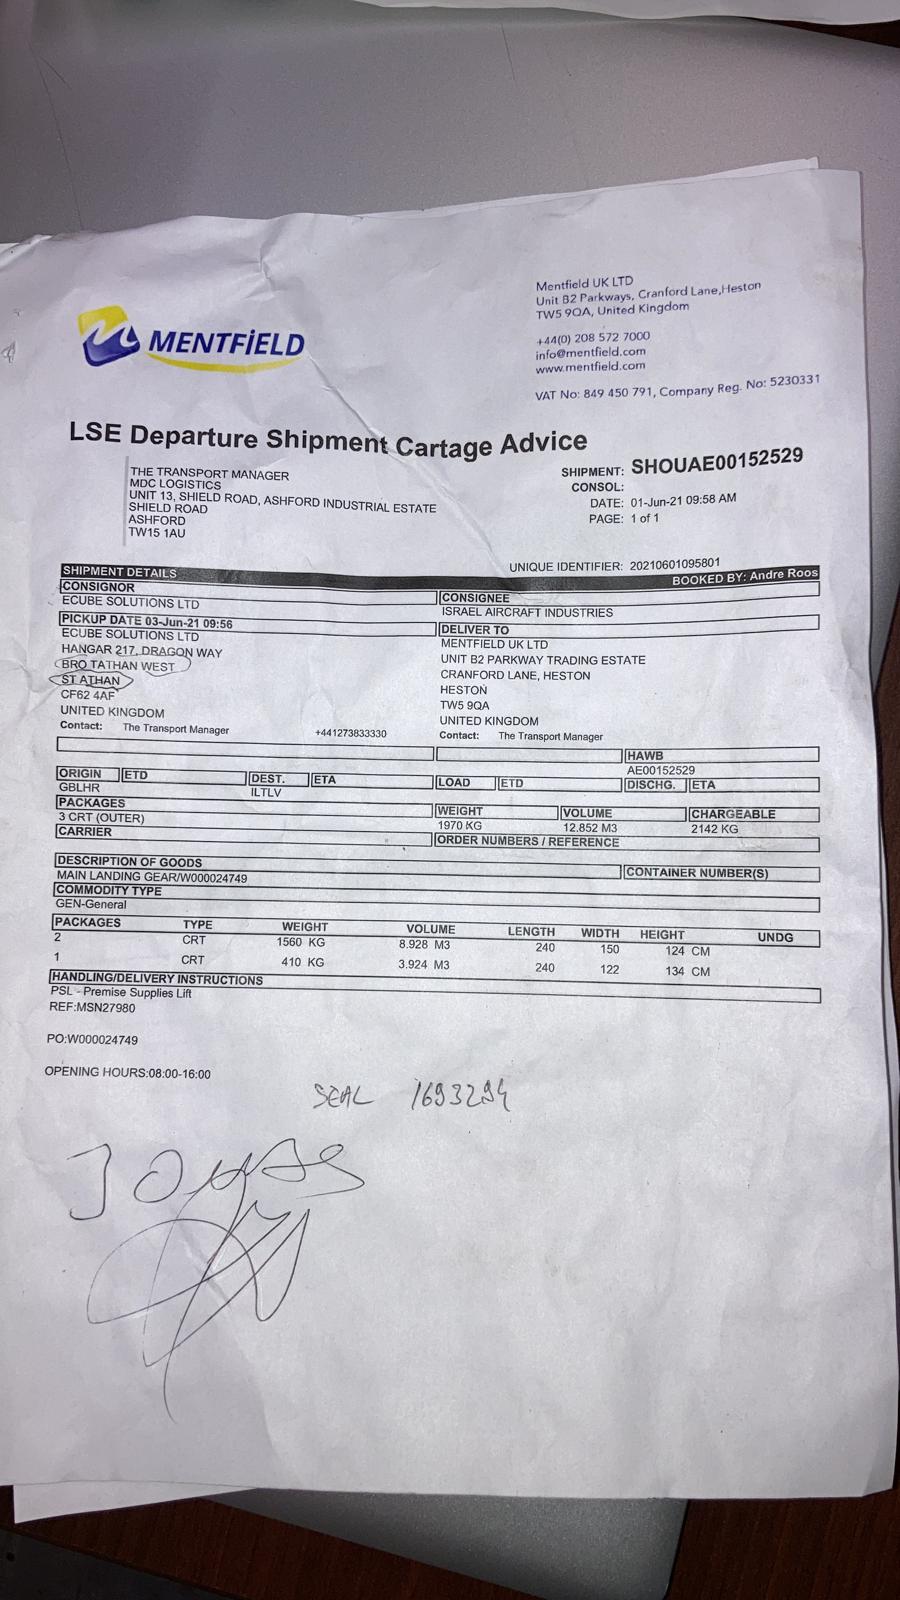 MENTFiELD
Mentfield UK LTD
Unit B2 Parkways, Cranford Lane,Heston
TW5 9QA, United Kingdom
+44(0) 208 572 7000
info@mentfield.com
www.mentfield.com
VAT No: 849 450 791, Company Reg. No: 5230331
LSE Departure Shipment Cartage Advice
THE TRANSPORT MANAGER
MDC LOGISTICS
UNIT 13, SHIELD ROAD, ASHFORD INDUSTRIAL ESTATE
SHIELD ROAD
ASHFORD
TW15 1AU
SHIPMENT: SHOUAE00152529
CONSOL:
DATE: 01-Jun-21 09:58 AM
PAGE: 1 of 1
UNIQUE IDENTIFIER: 20210601095801
SHIPMENT DETAILS BOOKED BY: Andre Roos
CONSIGNOR
ECUBE SOLUTIONS LTD
PICKUP DATE 03-Jun-21 09:56
ECUBE SOLUTIONS LTD
HANGAR 217, DRAGON WAY
BRO TATHAN WEST
ST ATHAN
CF62 4AF
UNITED KINGDOM
Contact: The Transport Manager +441273833330
CONSIGNEE
ISRAEL AIRCRAFT INDUSTRIES
DELIVER TO
MENTFIELD UK LTD
UNIT B2 PARKWAY TRADING ESTATE
CRANFORD LANE, HESTON
HESTON
TW5 9QA
UNITED KINGDOM
Contact: The Transport Manager
HAWB
AE00152529
ORIGIN ETD DEST. ETA LOAD ETD DISCHG. ETA
GBLHR ILTLV
PACKAGES WEIGHT VOLUME CHARGEABLE
3 CRT (OUTER) 1970 KG 12.852 M3 2142 KG
CARRIER ORDER NUMBERS / REFERENCE
DESCRIPTION OF GOODS CONTAINER NUMBER(S)
MAIN LANDING GEAR/W000024749
COMMODITY TYPE
GEN-General
PACKAGES TYPE WEIGHT VOLUME LENGTH WIDTH HEIGHT UNDG
2 CRT 1560 KG 8.928 M3 240 150 124 CM
1 CRT 410 KG 3.924 M3 240 122 134 CM
HANDLING/DELIVERY INSTRUCTIONS
PSL - Premise Supplies Lift
REF:MSN27980
PO:W000024749
OPENING HOURS:08:00-16:00
SEAL 1693294